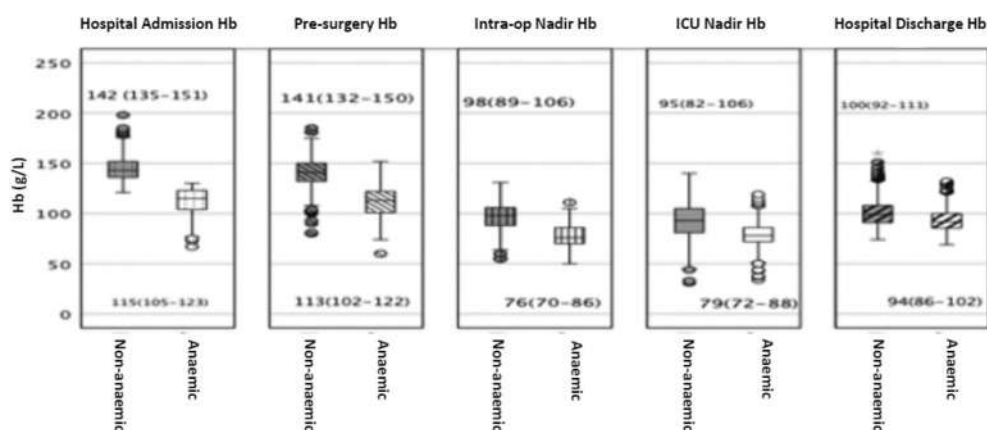 Hospital Admission Hb
Pre-surgery Hb
Intra-op Nadir Hb
ICU Nadir Hb
Hospital Discharge Hb
Hb (g/L)
250
200
150
100
50
0
142 (135-151)
115(105-123)
141(132-150)
113(102-122)
98(89-106)
76(70-86)
95(82-106)
79(72-88)
100(92-111)
94(86-102)
Non-anaemic
Anaemic
Non-anaemic
Anaemic
Non-anaemic
Anaemic
Non-anaemic
Anaemic
Non-anaemic
Anaemic